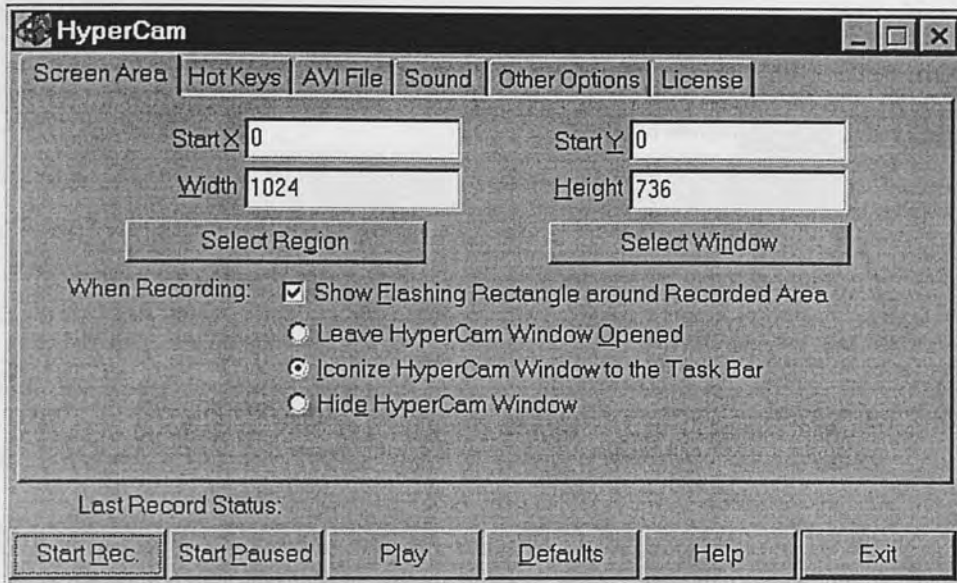 HyperCam
Screen Area Hot Keys AVI File Sound Other Options License
Start X 0 Start Y 0
Width 1024 Height 736
Select Region Select Window
When Recording: Show Flashing Rectangle around Recorded Area
Leave HyperCam Window Opened
Iconize HyperCam Window to the Task Bar
Hide HyperCam Window
Last Record Status:
Start Rec. Start Paused Play Defaults Help Exit